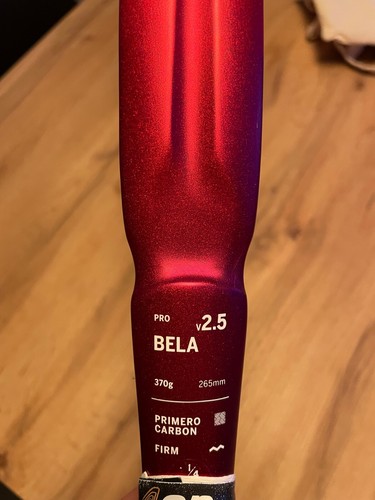 PRO v2.5
BELA
370g 265mm
PRIMERO
CARBON
FIRM
1/4